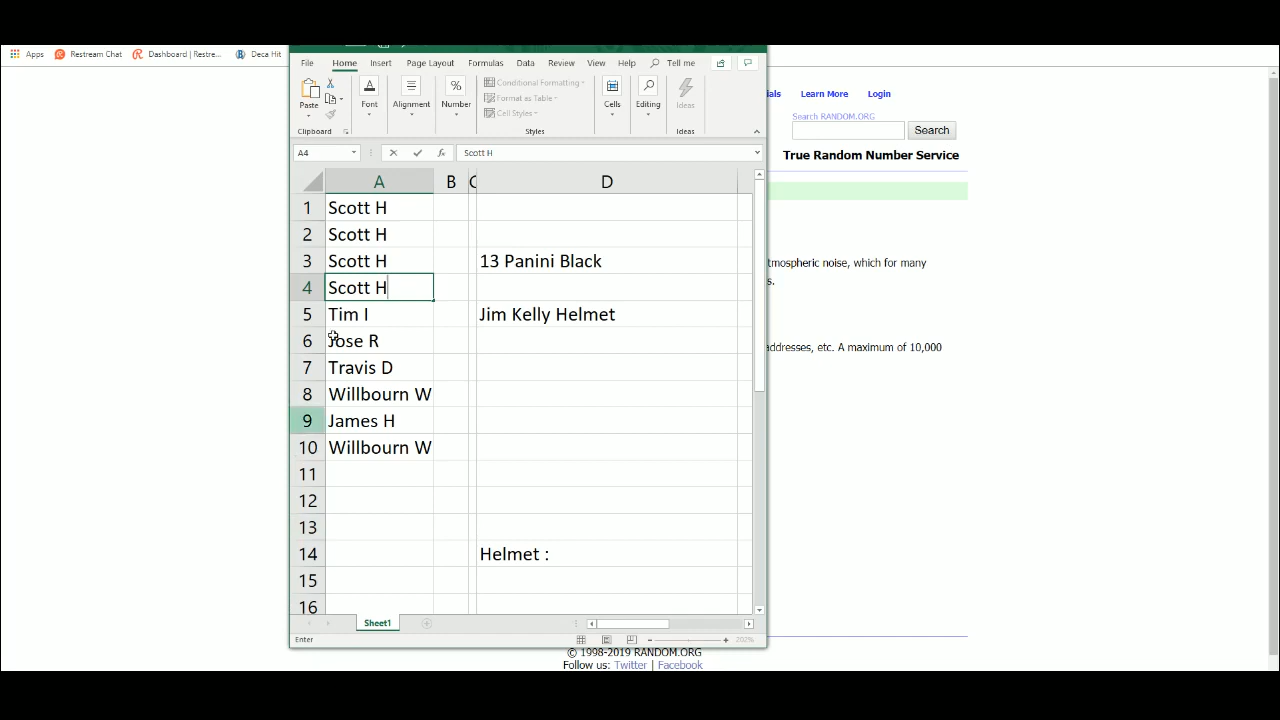 Apps Restream Chat Dashboard | Restre... Deca Hit
File Home Insert Page Layout Formulas Data Review View Help Tell me
Paste Font Alignment Number Conditional Formatting Format as Table Cell Styles Cells Editing Ideas
Clipboard Styles Ideas
A4 Scott H
A B C D
1 Scott H
2 Scott H
3 Scott H 13 Panini Black
4 Scott H
5 Tim I Jim Kelly Helmet
6 Jose R
7 Travis D
8 Willbourn W
9 James H
10 Willbourn W
11
12
13
14 Helmet :
15
16
Sheet1
Enter 202%
ials Learn More Login
Search RANDOM.ORG
Search
True Random Number Service
tmospheric noise, which for many
s.
addresses, etc. A maximum of 10,000
© 1998-2019 RANDOM.ORG
Follow us: Twitter | Facebook